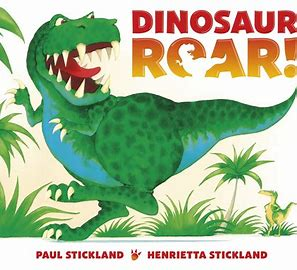 DINOSAUR
ROAR!
PAUL STICKLAND HENRIETTA STICKLAND